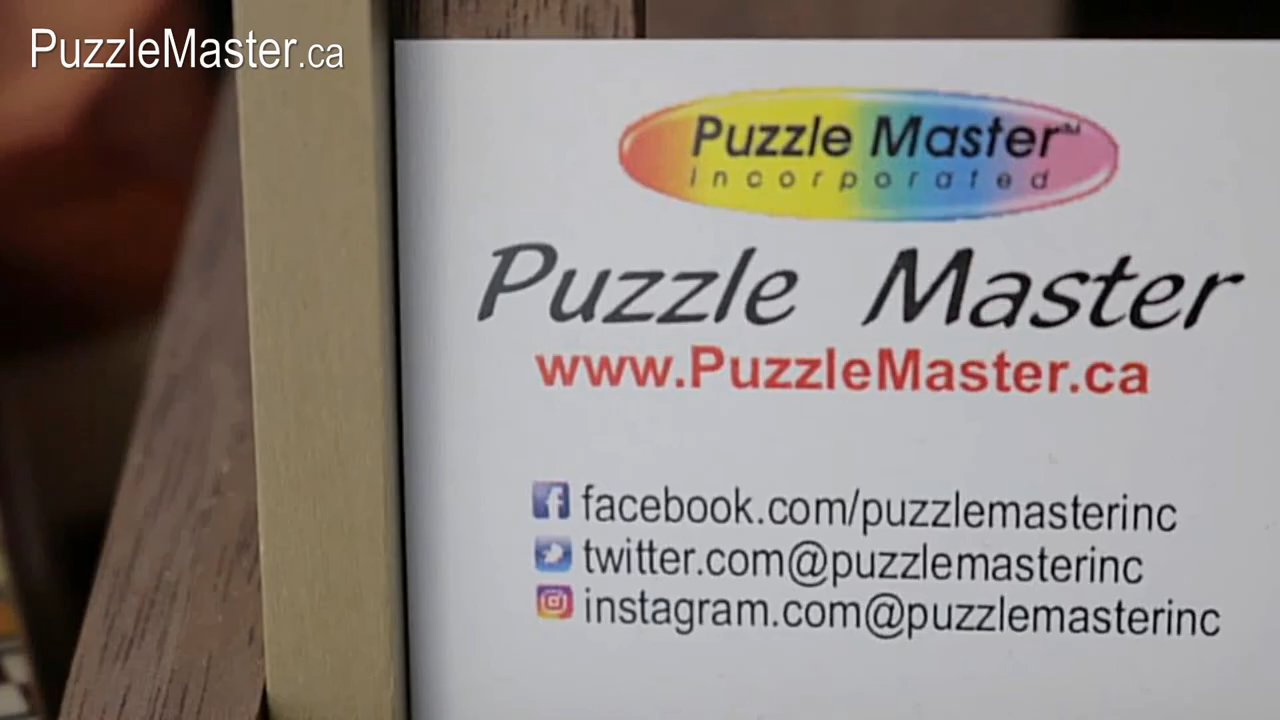 PuzzleMaster.ca
Puzzle Master™
Incorporated
Puzzle Master
www.PuzzleMaster.ca
facebook.com/puzzlemasterinc
twitter.com@puzzlemasterinc
instagram.com@puzzlemasterinc